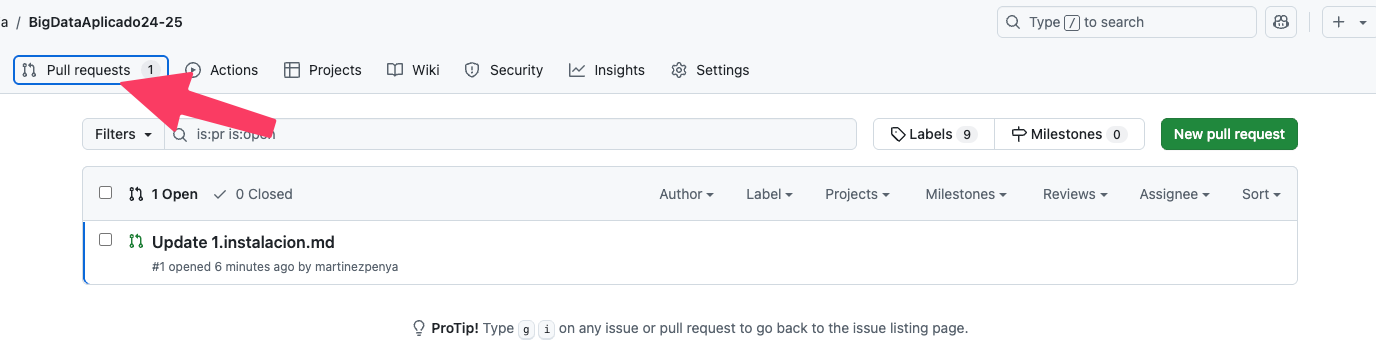 a / BigDataAplicado24-25
Type / to search
Pull requests 1 Actions Projects Wiki Security Insights Settings
Filters is:pr is:open Labels 9 Milestones 0 New pull request
1 Open 0 Closed Author Label Projects Milestones Reviews Assignee Sort
Update 1.instalacion.md
#1 opened 6 minutes ago by martinezpenya
ProTip! Type g i on any issue or pull request to go back to the issue listing page.